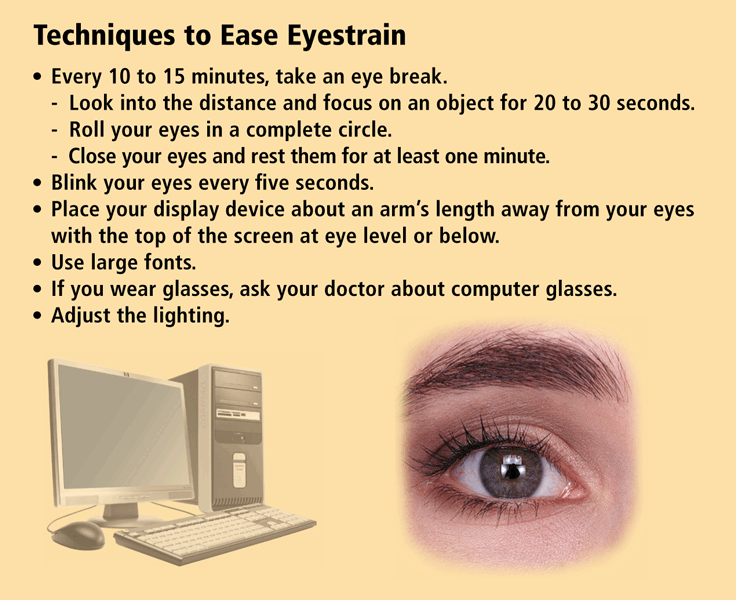 Techniques to Ease Eyestrain
• Every 10 to 15 minutes, take an eye break.
- Look into the distance and focus on an object for 20 to 30 seconds.
- Roll your eyes in a complete circle.
- Close your eyes and rest them for at least one minute.
• Blink your eyes every five seconds.
• Place your display device about an arm’s length away from your eyes
with the top of the screen at eye level or below.
• Use large fonts.
• If you wear glasses, ask your doctor about computer glasses.
• Adjust the lighting.